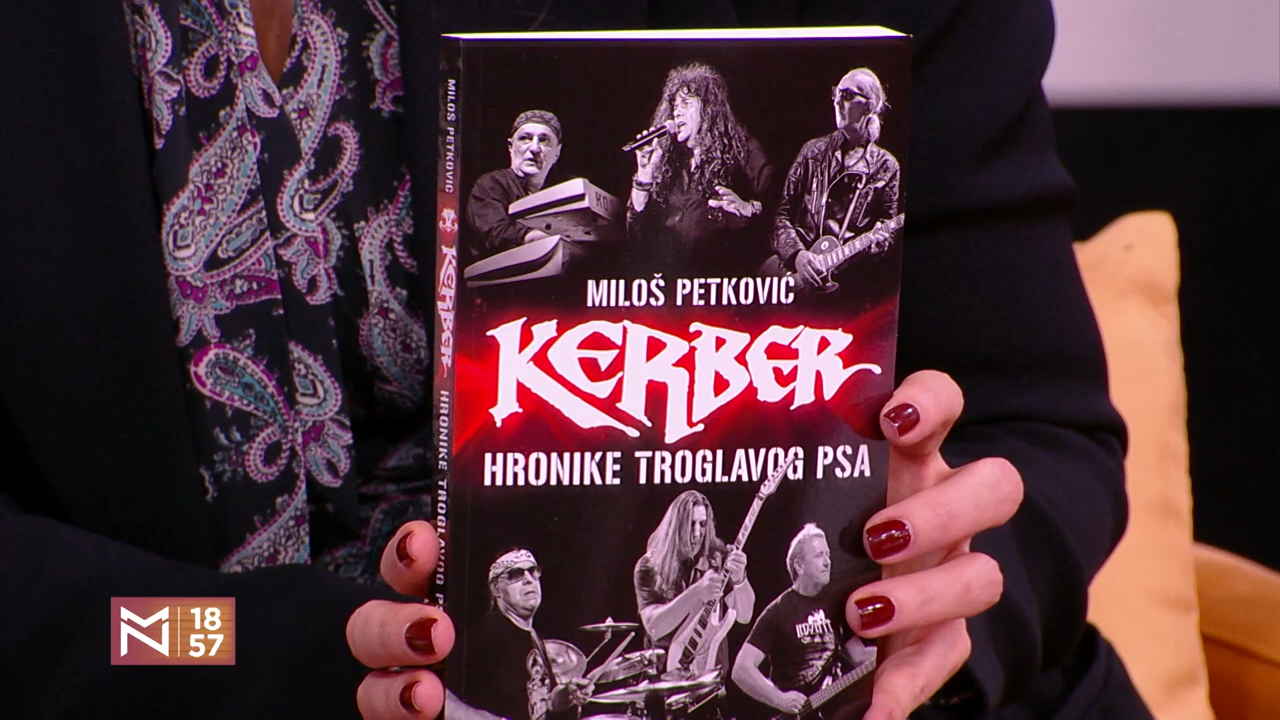 MILOŠ PETKOVIĆ
KERBER
HRONIKE TROGLAVOG PSA
MILOŠ PETKOVIĆ KERBER HRONIKE TROGLAVOG
18
57